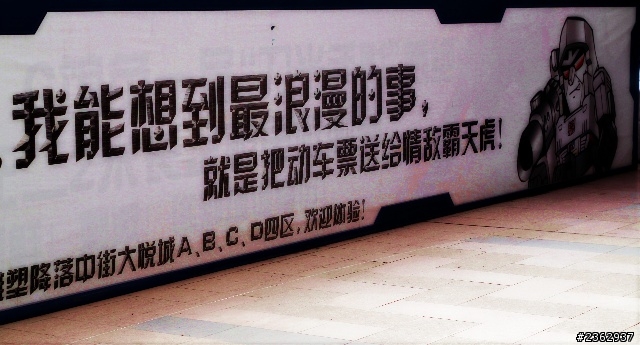 我能想到最浪漫的事，
就是把动车票送给情敌霸天虎！
塑降落中街大悦诚A、B、C、D四区，欢迎体验！
#2362937